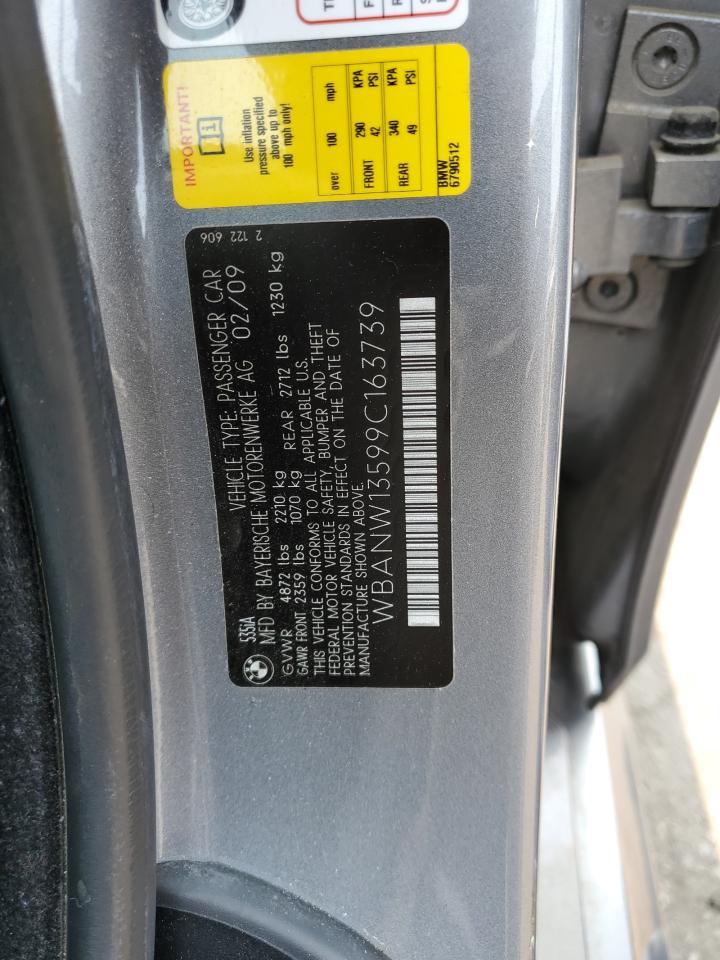 TI
F
R
S
IMPORTANT!
Use inflation
pressure specified
above up to
100 mph only!
over 100 mph
FRONT 290 KPA
42 PSI
REAR 340 KPA
49 PSI
BMW
6790512
2 122 606
535iA VEHICLE TYPE: PASSENGER CAR
MFD BY BAYERISCHE MOTORENWERKE AG 02/09
GVWR 4872 lbs 2210 kg
GAWR FRONT 2359 lbs 1070 kg REAR 2712 lbs 1230 kg
THIS VEHICLE CONFORMS TO ALL APPLICABLE U.S.
FEDERAL MOTOR VEHICLE SAFETY, BUMPER AND THEFT
PREVENTION STANDARDS IN EFFECT ON THE DATE OF
MANUFACTURE SHOWN ABOVE.
WBANW13599C163739